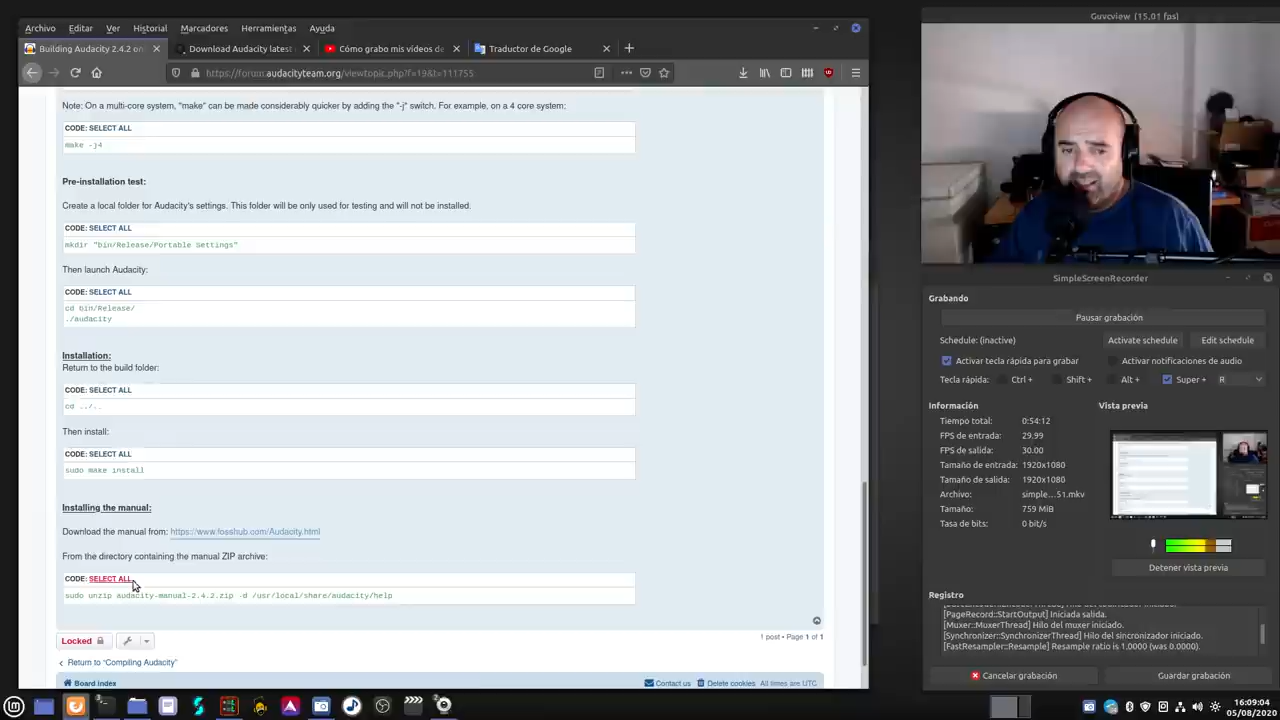 Archivo Editar Ver Historial Marcadores Herramientas Ayuda
Building Audacity 2.4.2 on
Download Audacity latest
Cómo grabo mis videos de
Traductor de Google
https://forum.audacityteam.org/viewtopic.php?f=19&t=111755
Note: On a multi-core system, "make" can be made considerably quicker by adding the "-j" switch. For example, on a 4 core system:
CODE: SELECT ALL
make -j4
Pre-installation test:
Create a local folder for Audacity's settings. This folder will be only used for testing and will not be installed.
CODE: SELECT ALL
mkdir "bin/Release/Portable Settings"
Then launch Audacity:
CODE: SELECT ALL
cd bin/Release/
./audacity
Installation:
Return to the build folder:
CODE: SELECT ALL
cd ../..
Then install:
CODE: SELECT ALL
sudo make install
Installing the manual:
Download the manual from: https://www.fosshub.com/Audacity.html
From the directory containing the manual ZIP archive:
CODE: SELECT ALL
sudo unzip audacity-manual-2.4.2.zip -d /usr/local/share/audacity/help
Locked
1 post • Page 1 of 1
Return to "Compiling Audacity"
Board index
Contact us Delete cookies All times are UTC
Guvcview (15,01 fps)
SimpleScreenRecorder
Grabando
Pausar grabación
Schedule: (inactive)
Activate schedule
Edit schedule
Activar tecla rápida para grabar
Activar notificaciones de audio
Tecla rápida: Ctrl + Shift + Alt + Super + R
Información
Vista previa
Tiempo total: 0:54:12
FPS de entrada: 29.99
FPS de salida: 30.00
Tamaño de entrada: 1920x1080
Tamaño de salida: 1920x1080
Archivo: simple...51.mkv
Tamaño: 759 MiB
Tasa de bits: 0 bit/s
Detener vista previa
Registro
[PageRecord::StartOutput] Iniciada salida.
[Muxer::MuxerThread] Hilo del muxer iniciado.
[Synchronizer::SynchronizerThread] Hilo del sincronizador iniciado.
[FastResampler::Resample] Resample ratio is 1,0000 (was 0.0000).
Cancelar grabación
Guardar grabación
16:09:04
05/08/2020